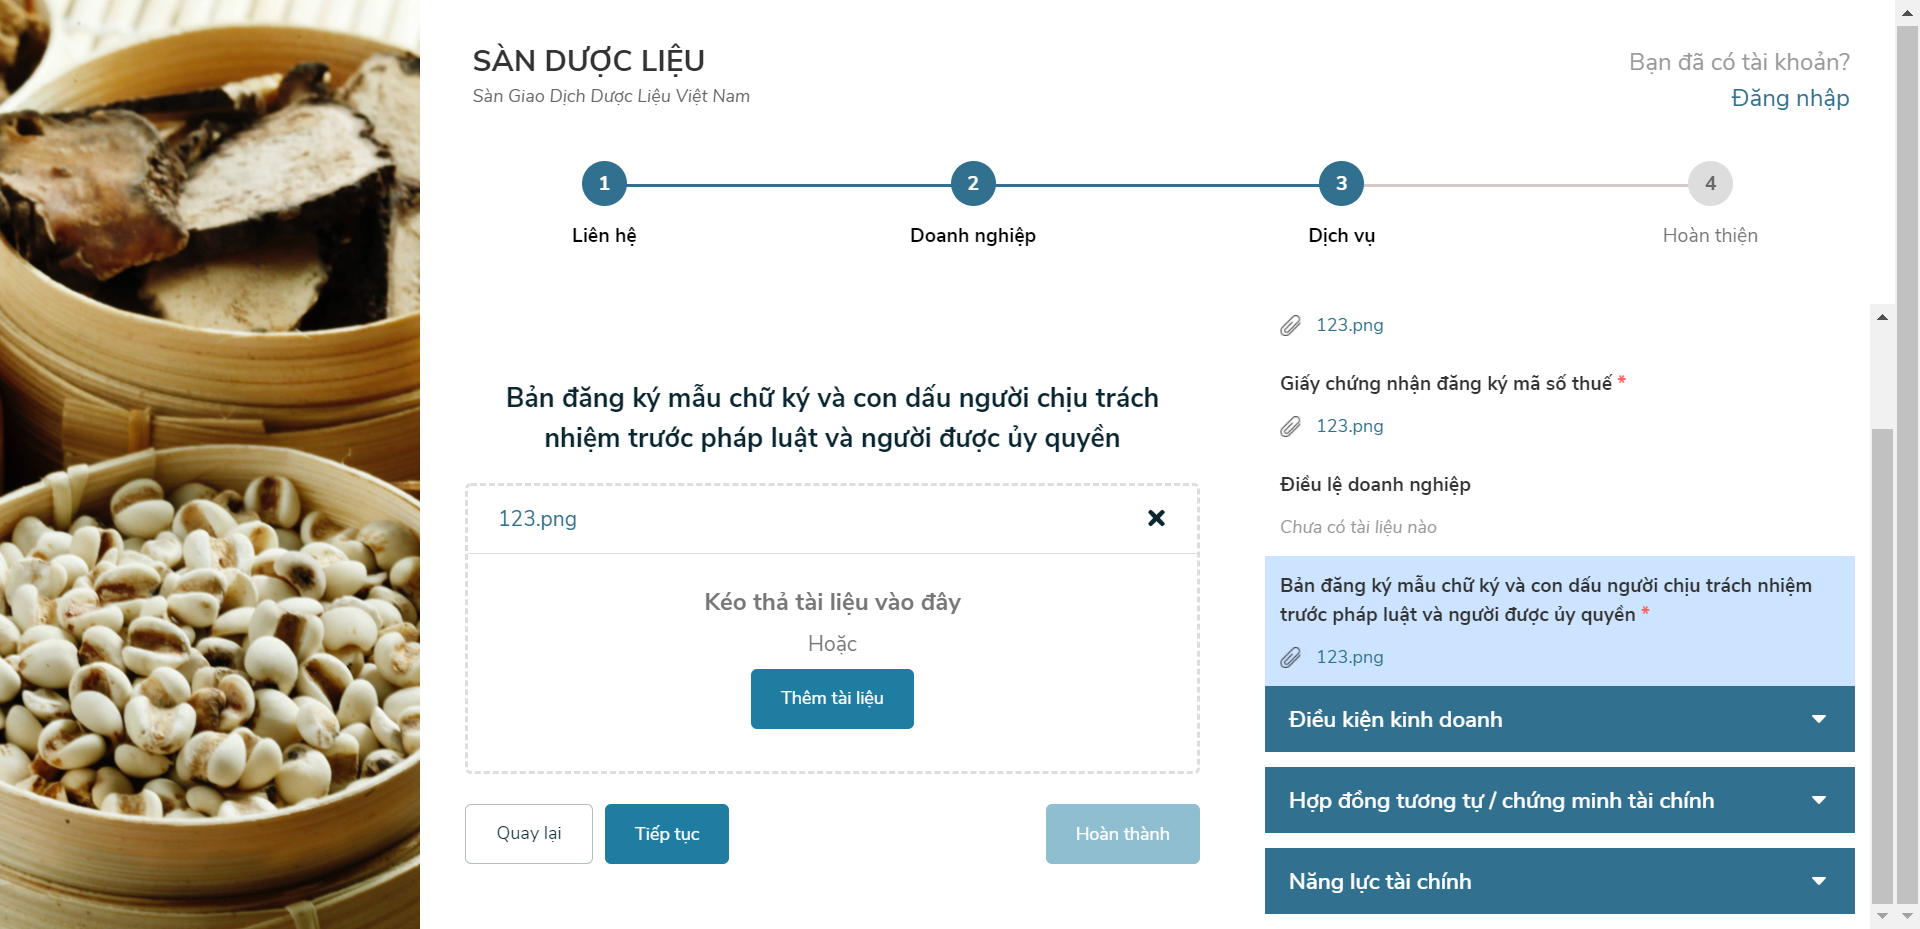 SÀN DƯỢC LIỆU
Sàn Giao Dịch Dược Liệu Việt Nam
Bạn đã có tài khoản?
Đăng nhập
1
2
3
4
Liên hệ
Doanh nghiệp
Dịch vụ
Hoàn thiện
Bản đăng ký mẫu chữ ký và con dấu người chịu trách
nhiệm trước pháp luật và người được ủy quyền
123.png
Kéo thả tài liệu vào đây
Hoặc
Thêm tài liệu
Quay lại
Tiếp tục
Hoàn thành
123.png
Giấy chứng nhận đăng ký mã số thuế *
123.png
Điều lệ doanh nghiệp
Chưa có tài liệu nào
Bản đăng ký mẫu chữ ký và con dấu người chịu trách nhiệm
trước pháp luật và người được ủy quyền *
123.png
Điều kiện kinh doanh
Hợp đồng tương tự / chứng minh tài chính
Năng lực tài chính